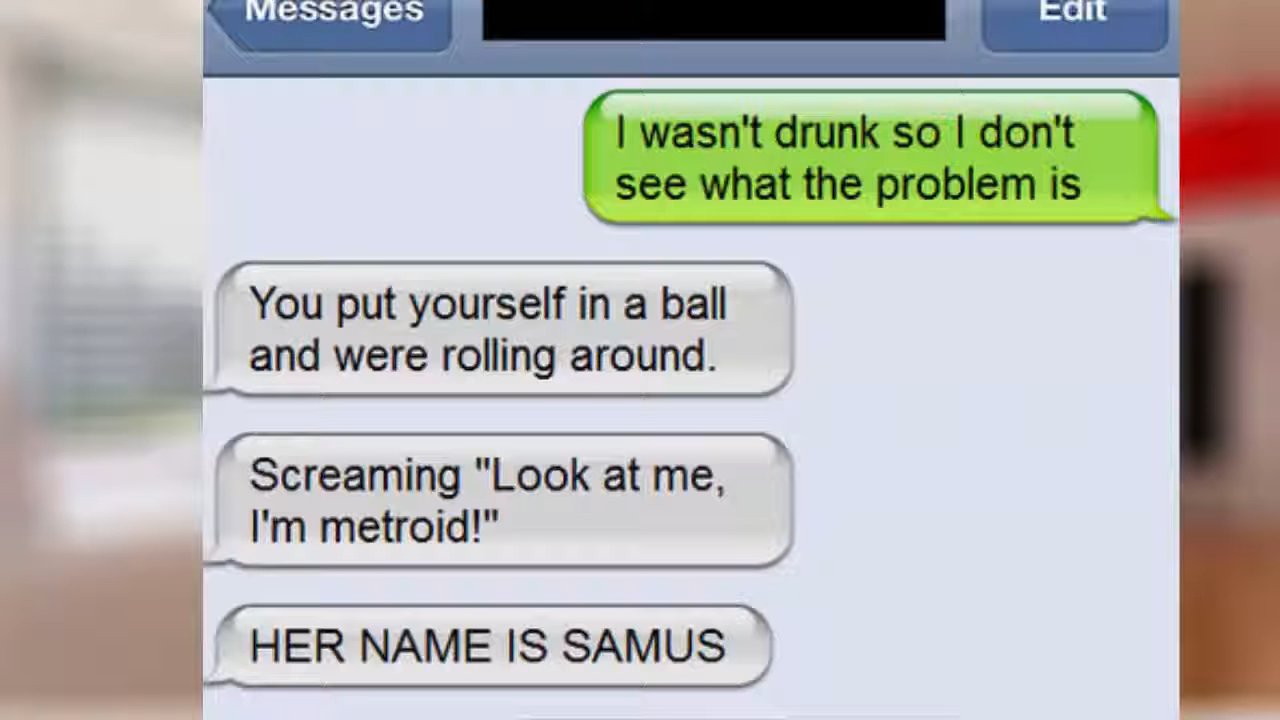 Messages
Edit
I wasn't drunk so I don't
see what the problem is
You put yourself in a ball
and were rolling around.
Screaming "Look at me,
I'm metroid!"
HER NAME IS SAMUS